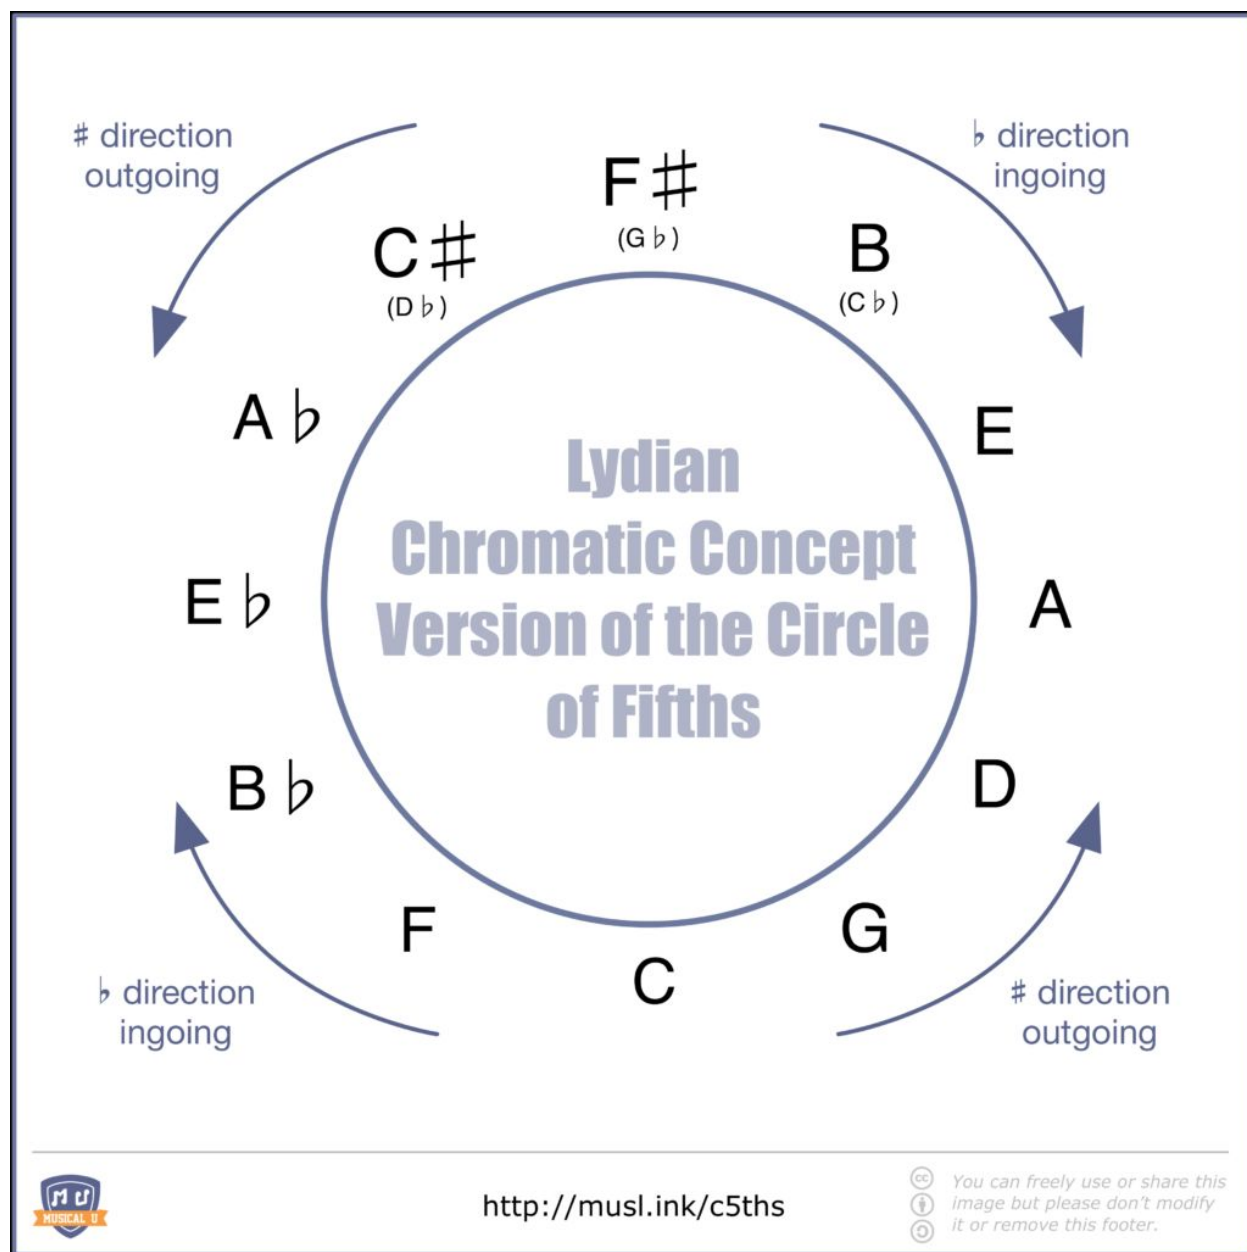 ♯ direction
outgoing
♭ direction
ingoing
F♯
(G♭)
C♯
(D♭)
B
(C♭)
A♭
E
Lydian
Chromatic Concept
Version of the Circle
of Fifths
E♭
A
B♭
D
F
G
C
♭ direction
ingoing
♯ direction
outgoing
MU
MUSICAL U
http://musl.ink/c5ths
cc
You can freely use or share this
image but please don't modify
it or remove this footer.